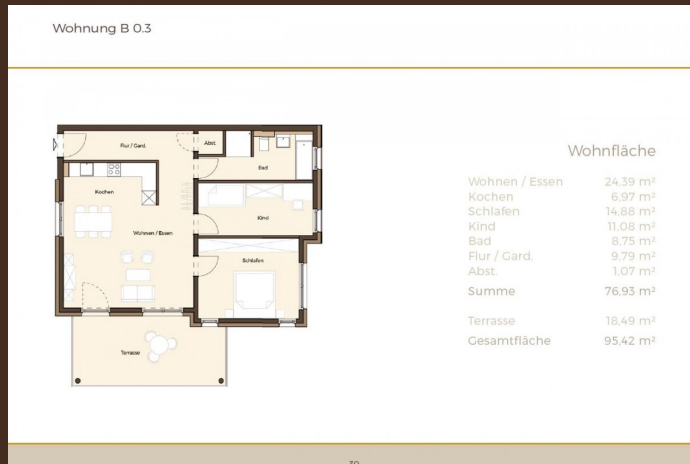 Wohnung B 0.3
Flur / Gard.
Abst.
Bad
Kochen
Kind
Wohnen / Essen
Schlafen
Terrasse
Wohnfläche
Wohnen / Essen 24,39 m²
Kochen 6,97 m²
Schlafen 14,88 m²
Kind 11,08 m²
Bad 8,75 m²
Flur / Gard. 9,79 m²
Abst. 1,07 m²
Summe 76,93 m²
Terrasse 18,49 m²
Gesamtfläche 95,42 m²